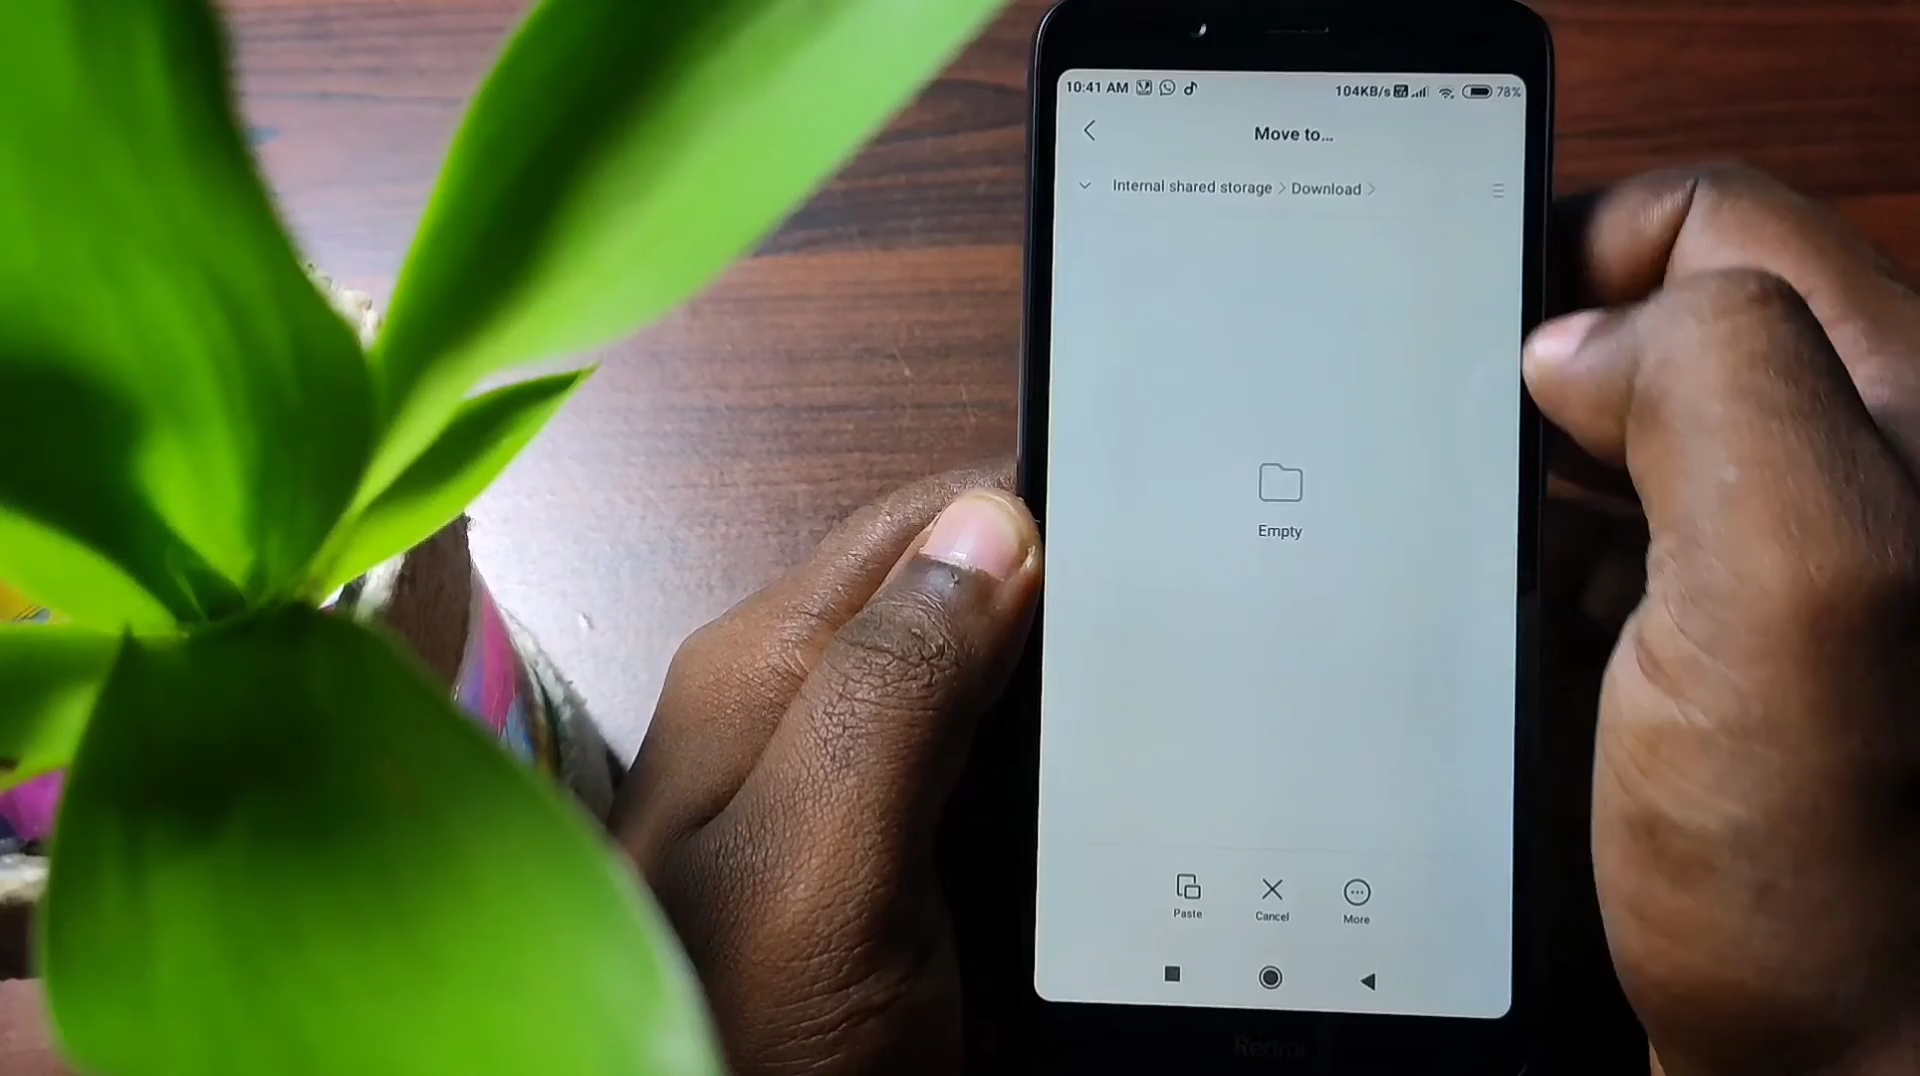 10:41 AM 104KB/s 78%
Move to...
Internal shared storage > Download >
Empty
Paste Cancel More
Redmi